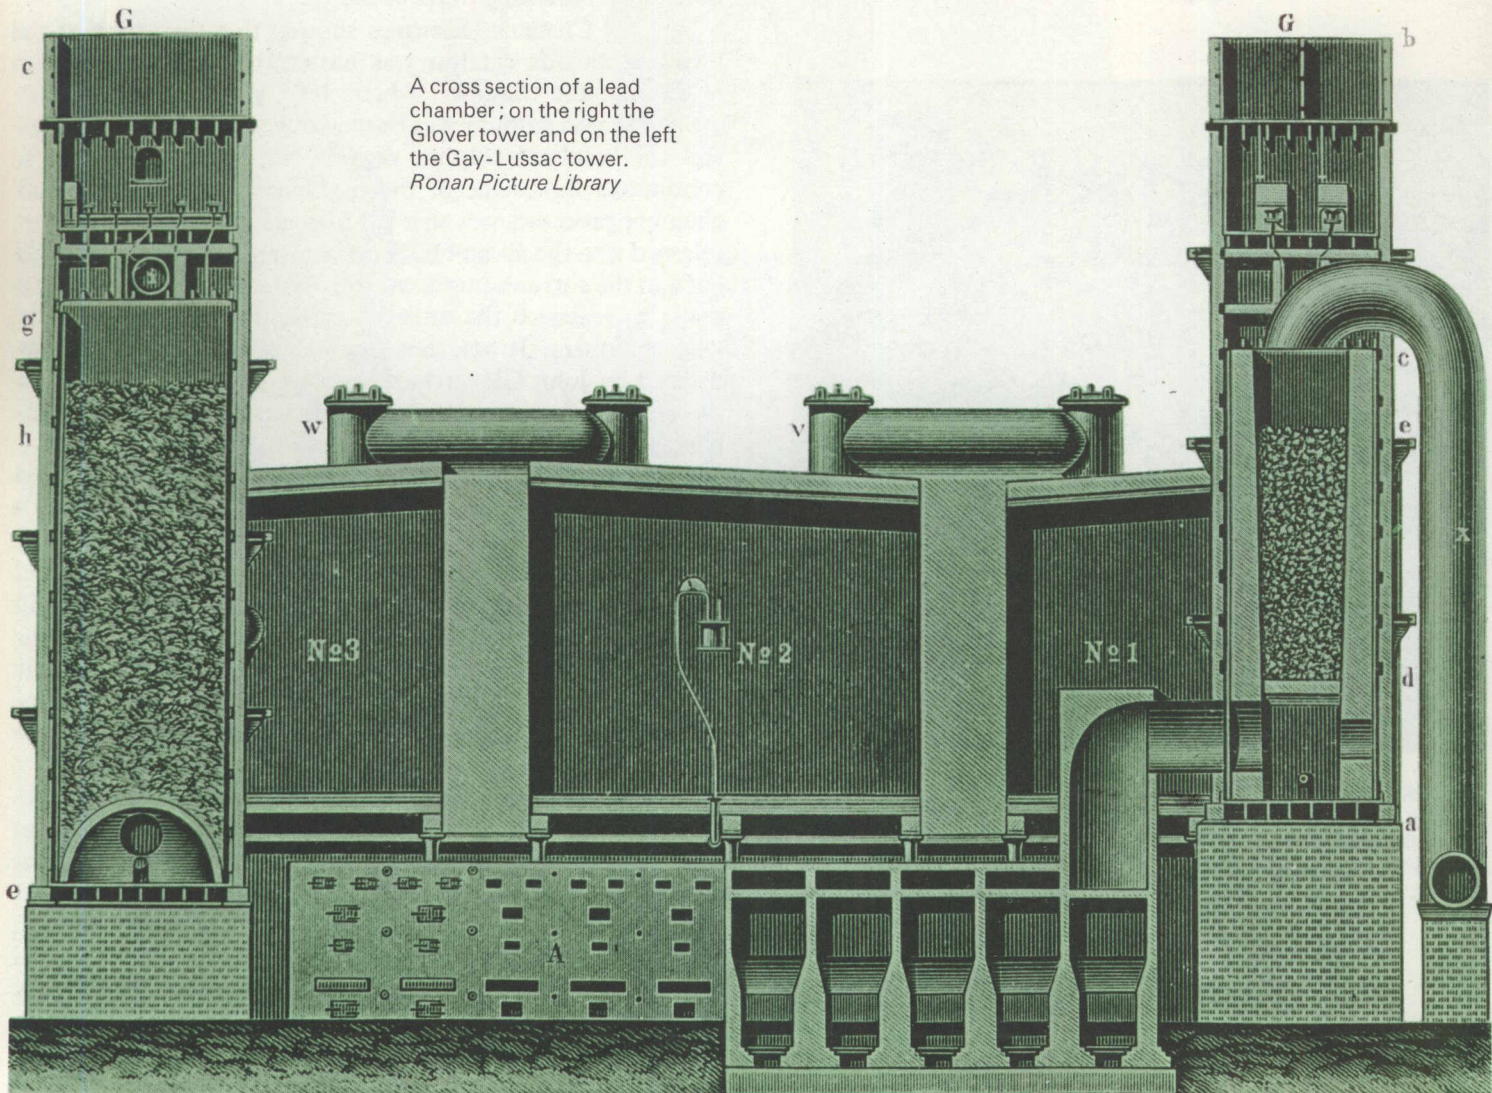 G
G
b
c
A cross section of a lead
chamber ; on the right the
Glover tower and on the left
the Gay-Lussac tower.
Ronan Picture Library
g
c
h
w
v
e
x
No3
No2
No1
d
a
e
A